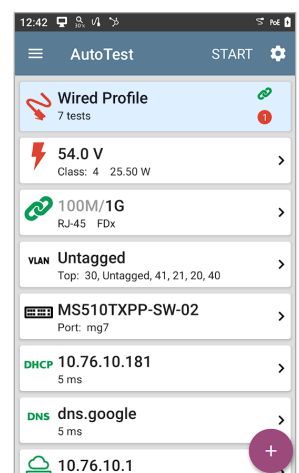 12:42 30% PoE
AutoTest START
Wired Profile
7 tests
1
54.0 V
Class: 4 25.50 W
100M/1G
RJ-45 FDx
VLAN Untagged
Top: 30, Untagged, 41, 21, 20, 40
MS510TXPP-SW-02
Port: mg7
DHCP 10.76.10.181
5 ms
DNS dns.google
5 ms
10.76.10.1